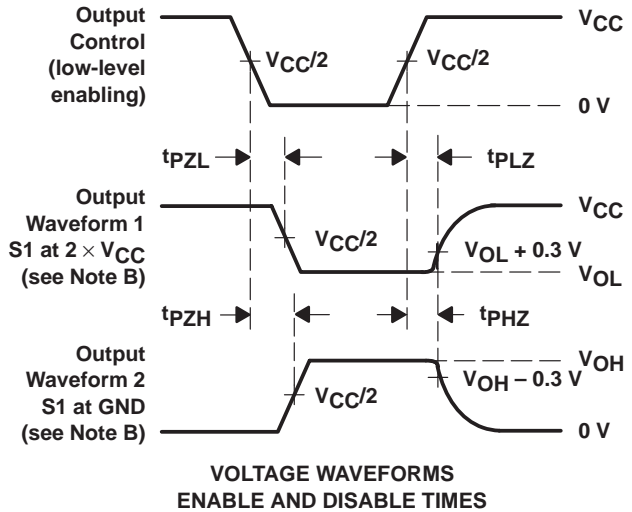 Output
Control
(low-level
enabling)
VCC
VCC/2
VCC/2
0 V
tPZL
tPLZ
Output
Waveform 1
S1 at 2 × VCC
(see Note B)
VCC
VCC/2
VOL + 0.3 V
VOL
tPZH
tPHZ
Output
Waveform 2
S1 at GND
(see Note B)
VOH
VOH – 0.3 V
VCC/2
0 V
VOLTAGE WAVEFORMS
ENABLE AND DISABLE TIMES